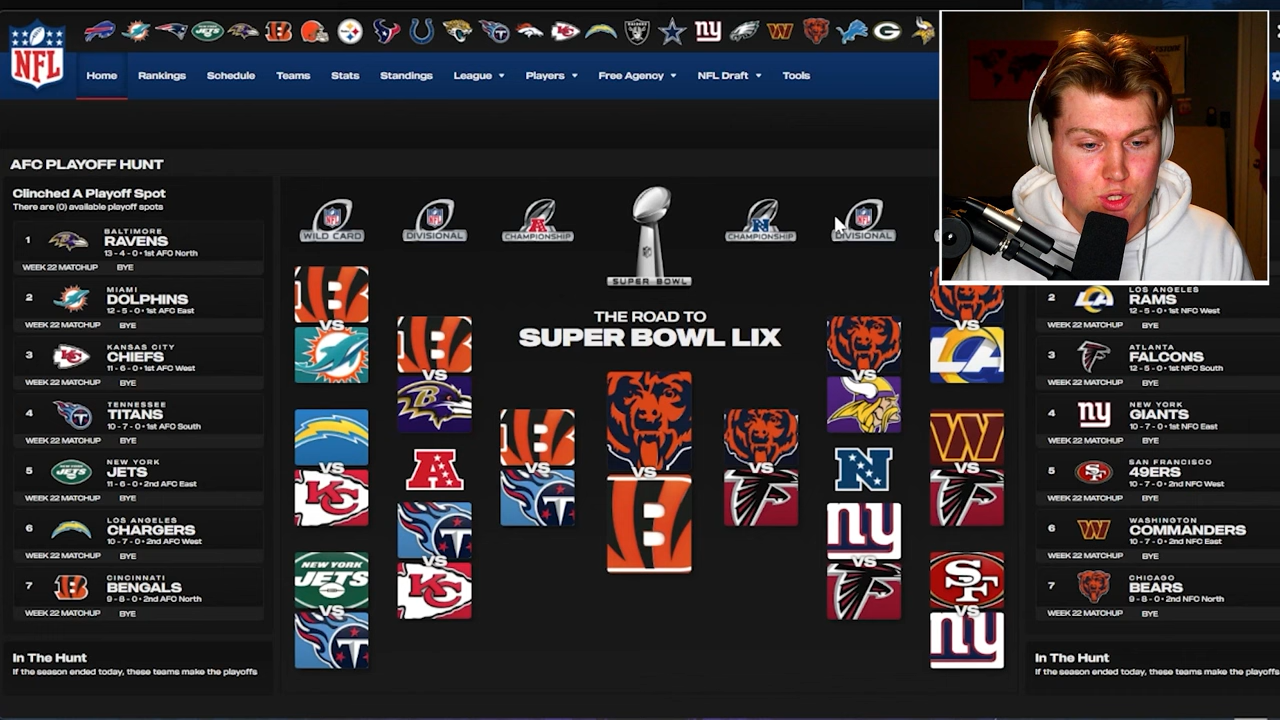 NFL
Home
Rankings
Schedule
Teams
Stats
Standings
League
Players
Free Agency
NFL Draft
Tools
AFC PLAYOFF HUNT
Clinched A Playoff Spot
There are (0) available playoff spots
1
BALTIMORE
RAVENS
13 - 4 - 0 • 1st AFC North
WEEK 22 MATCHUP BYE
2
MIAMI
DOLPHINS
12 - 5 - 0 • 1st AFC East
WEEK 22 MATCHUP BYE
3
KANSAS CITY
CHIEFS
11 - 6 - 0 • 1st AFC West
WEEK 22 MATCHUP BYE
4
TENNESSEE
TITANS
10 - 7 - 0 • 1st AFC South
WEEK 22 MATCHUP BYE
5
NEW YORK
JETS
11 - 6 - 0 • 2nd AFC East
WEEK 22 MATCHUP BYE
6
LOS ANGELES
CHARGERS
10 - 7 - 0 • 2nd AFC West
WEEK 22 MATCHUP BYE
7
CINCINNATI
BENGALS
9 - 8 - 0 • 2nd AFC North
WEEK 22 MATCHUP BYE
In The Hunt
If the season ended today, these teams make the playoffs
WILD CARD
DIVISIONAL
CHAMPIONSHIP
SUPER BOWL
CHAMPIONSHIP
DIVISIONAL
THE ROAD TO
SUPER BOWL LIX
VS
VS
VS
NEW YORK
JETS
VS
VS
VS
VS
VS
VS
ny
VS
VS
VS
SF
VS
ny
2
LOS ANGELES
RAMS
12 - 5 - 0 • 1st NFC West
WEEK 22 MATCHUP BYE
3
ATLANTA
FALCONS
12 - 5 - 0 • 1st NFC South
WEEK 22 MATCHUP BYE
4
NEW YORK
GIANTS
10 - 7 - 0 • 1st NFC East
WEEK 22 MATCHUP BYE
5
SAN FRANCISCO
49ERS
10 - 7 - 0 • 2nd NFC West
WEEK 22 MATCHUP BYE
6
WASHINGTON
COMMANDERS
10 - 7 - 0 • 2nd NFC East
WEEK 22 MATCHUP BYE
7
CHICAGO
BEARS
9 - 8 - 0 • 2nd NFC North
WEEK 22 MATCHUP BYE
In The Hunt
If the season ended today, these teams make the playoffs